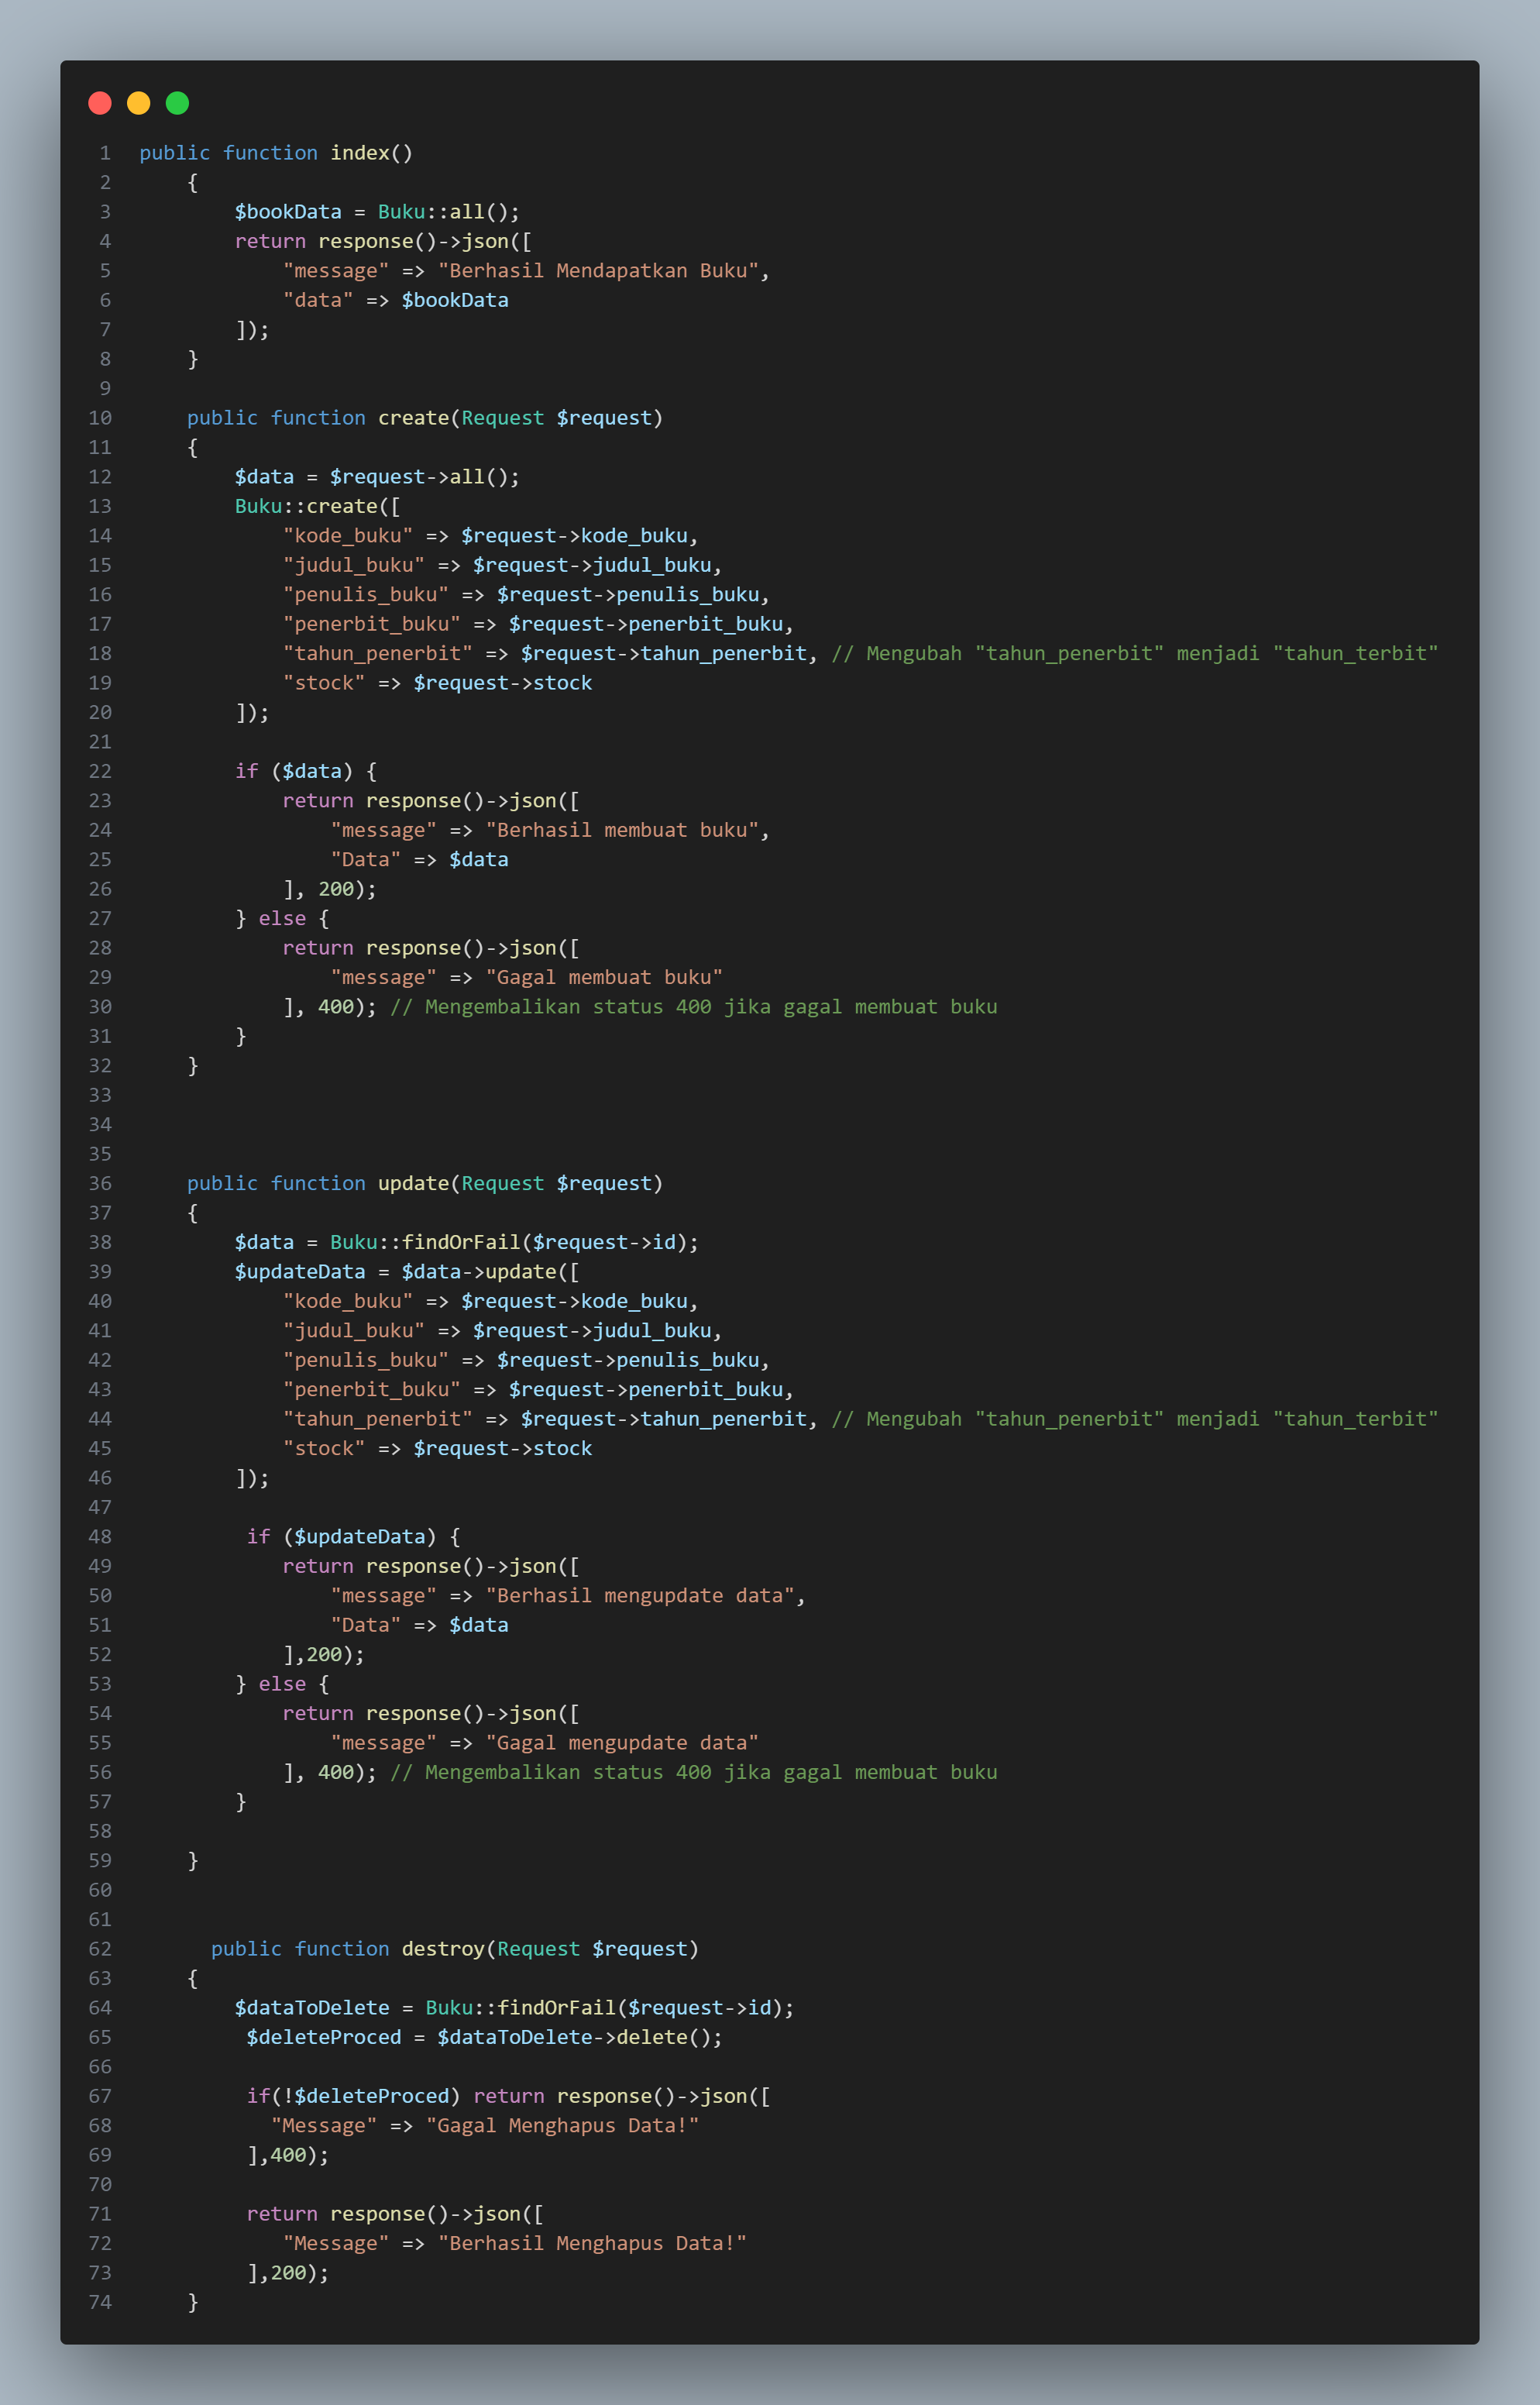 1 public function index()
2 {
3 $bookData = Buku::all();
4 return response()->json([
5 "message" => "Berhasil Mendapatkan Buku",
6 "data" => $bookData
7 ]);
8 }
9
10 public function create(Request $request)
11 {
12 $data = $request->all();
13 Buku::create([
14 "kode_buku" => $request->kode_buku,
15 "judul_buku" => $request->judul_buku,
16 "penulis_buku" => $request->penulis_buku,
17 "penerbit_buku" => $request->penerbit_buku,
18 "tahun_penerbit" => $request->tahun_penerbit, // Mengubah "tahun_penerbit" menjadi "tahun_terbit"
19 "stock" => $request->stock
20 ]);
21
22 if ($data) {
23 return response()->json([
24 "message" => "Berhasil membuat buku",
25 "Data" => $data
26 ], 200);
27 } else {
28 return response()->json([
29 "message" => "Gagal membuat buku"
30 ], 400); // Mengembalikan status 400 jika gagal membuat buku
31 }
32 }
33
34
35
36 public function update(Request $request)
37 {
38 $data = Buku::findOrFail($request->id);
39 $updateData = $data->update([
40 "kode_buku" => $request->kode_buku,
41 "judul_buku" => $request->judul_buku,
42 "penulis_buku" => $request->penulis_buku,
43 "penerbit_buku" => $request->penerbit_buku,
44 "tahun_penerbit" => $request->tahun_penerbit, // Mengubah "tahun_penerbit" menjadi "tahun_terbit"
45 "stock" => $request->stock
46 ]);
47
48 if ($updateData) {
49 return response()->json([
50 "message" => "Berhasil mengupdate data",
51 "Data" => $data
52 ],200);
53 } else {
54 return response()->json([
55 "message" => "Gagal mengupdate data"
56 ], 400); // Mengembalikan status 400 jika gagal membuat buku
57 }
58
59 }
60
61
62 public function destroy(Request $request)
63 {
64 $dataToDelete = Buku::findOrFail($request->id);
65 $deleteProced = $dataToDelete->delete();
66
67 if(!$deleteProced) return response()->json([
68 "Message" => "Gagal Menghapus Data!"
69 ],400);
70
71 return response()->json([
72 "Message" => "Berhasil Menghapus Data!"
73 ],200);
74 }